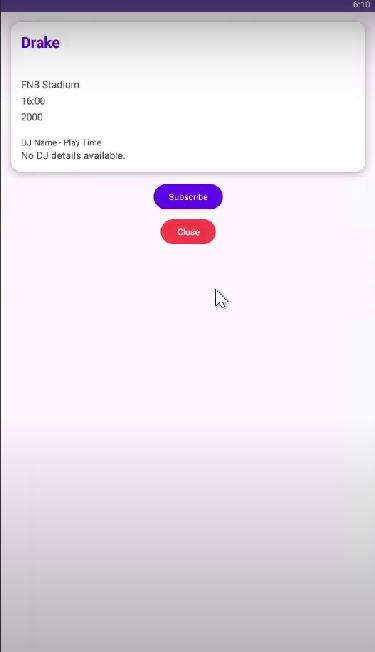 6:10
Drake
FNB Stadium
16:00
2000
DJ Name - Play Time
No DJ details available.
Subscribe
Close